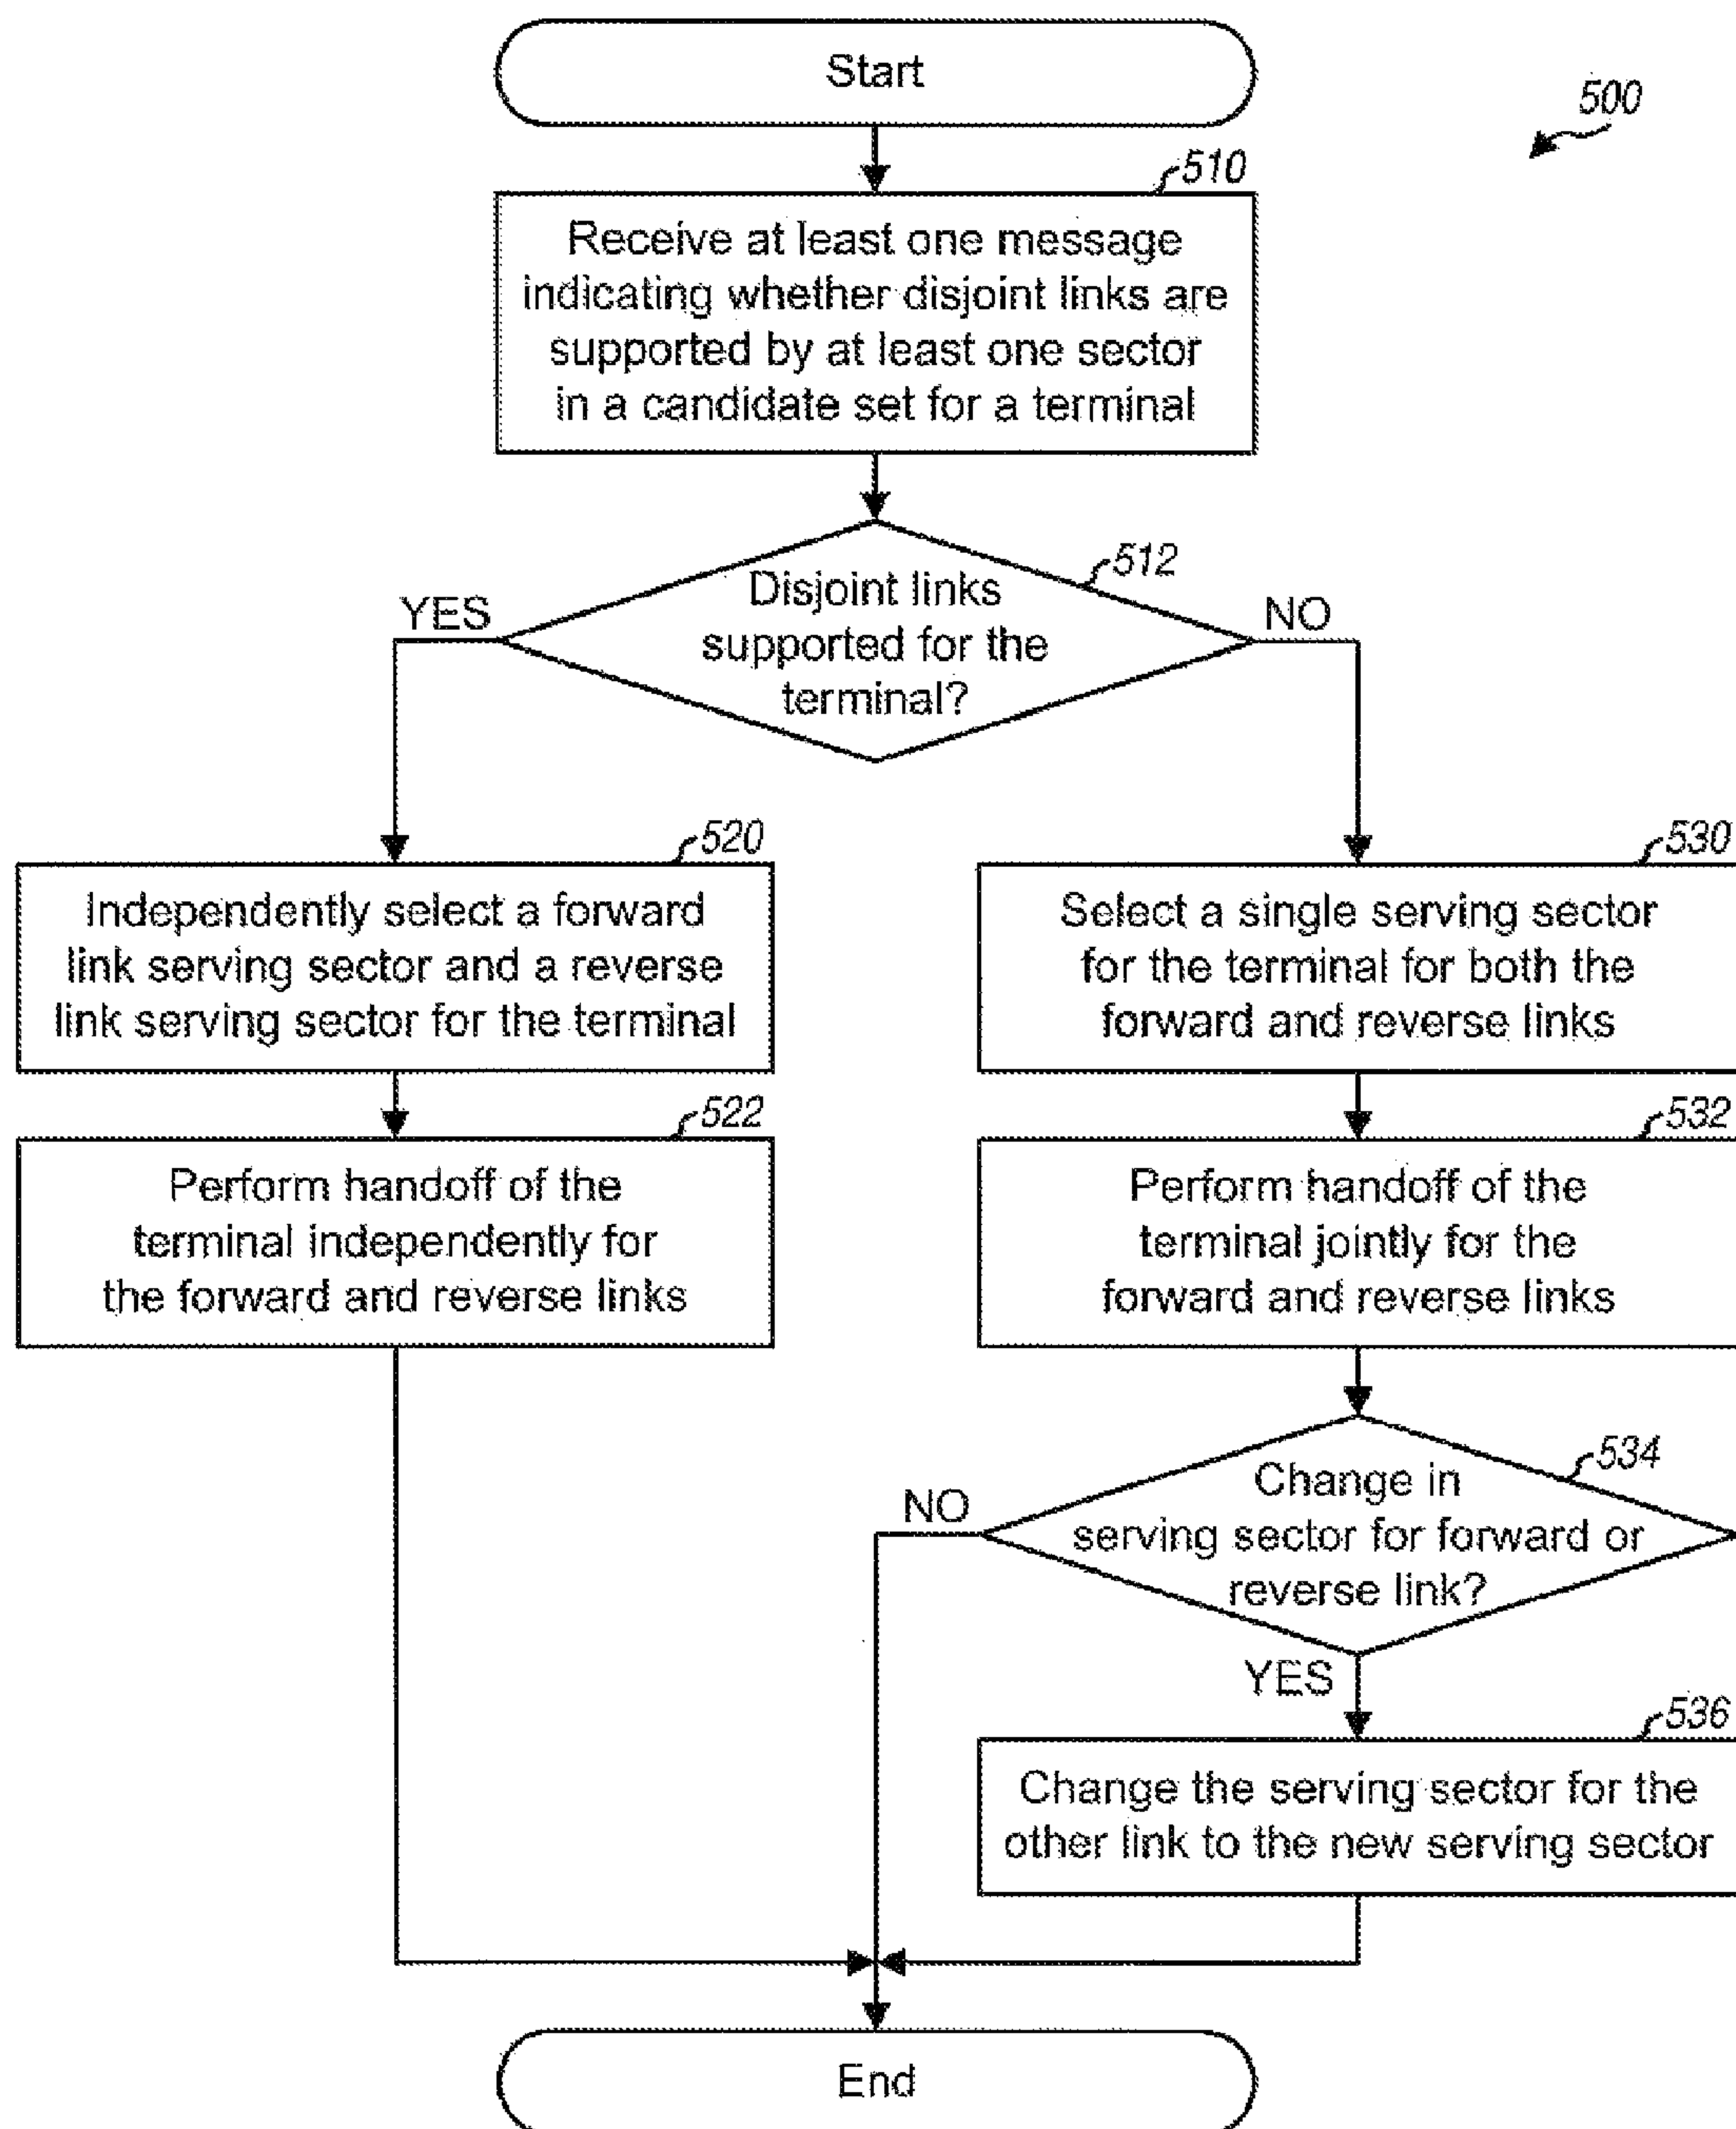 Start
500
510
Receive at least one message
indicating whether disjoint links are
supported by at least one sector
in a candidate set for a terminal
512
Disjoint links
supported for the
terminal?
YES
NO
520
Independently select a forward
link serving sector and a reverse
link serving sector for the terminal
530
Select a single serving sector
for the terminal for both the
forward and reverse links
522
Perform handoff of the
terminal independently for
the forward and reverse links
532
Perform handoff of the
terminal jointly for the
forward and reverse links
534
Change in
serving sector for forward or
reverse link?
NO
YES
536
Change the serving sector for the
other link to the new serving sector
End